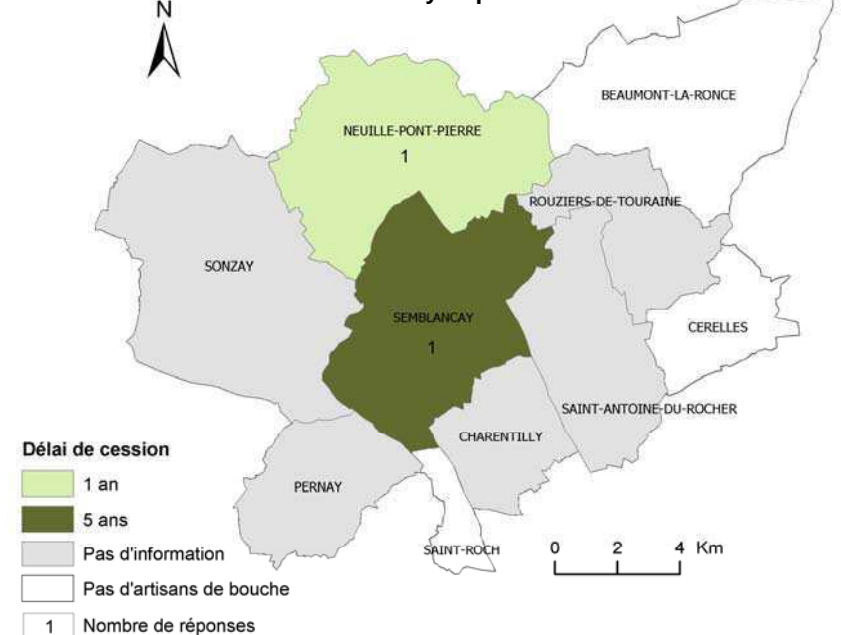 N
BEAUMONT-LA-RONCE
NEUILLE-PONT-PIERRE
1
ROUZIERS-DE-TOURAINE
SONZAY
SEMBLANCAY
1
CERELLES
SAINT-ANTOINE-DU-ROCHER
CHARENTILLY
PERNAY
SAINT-ROCH
0 2 4 Km
Délai de cession
1 an
5 ans
Pas d'information
Pas d'artisans de bouche
1 Nombre de réponses